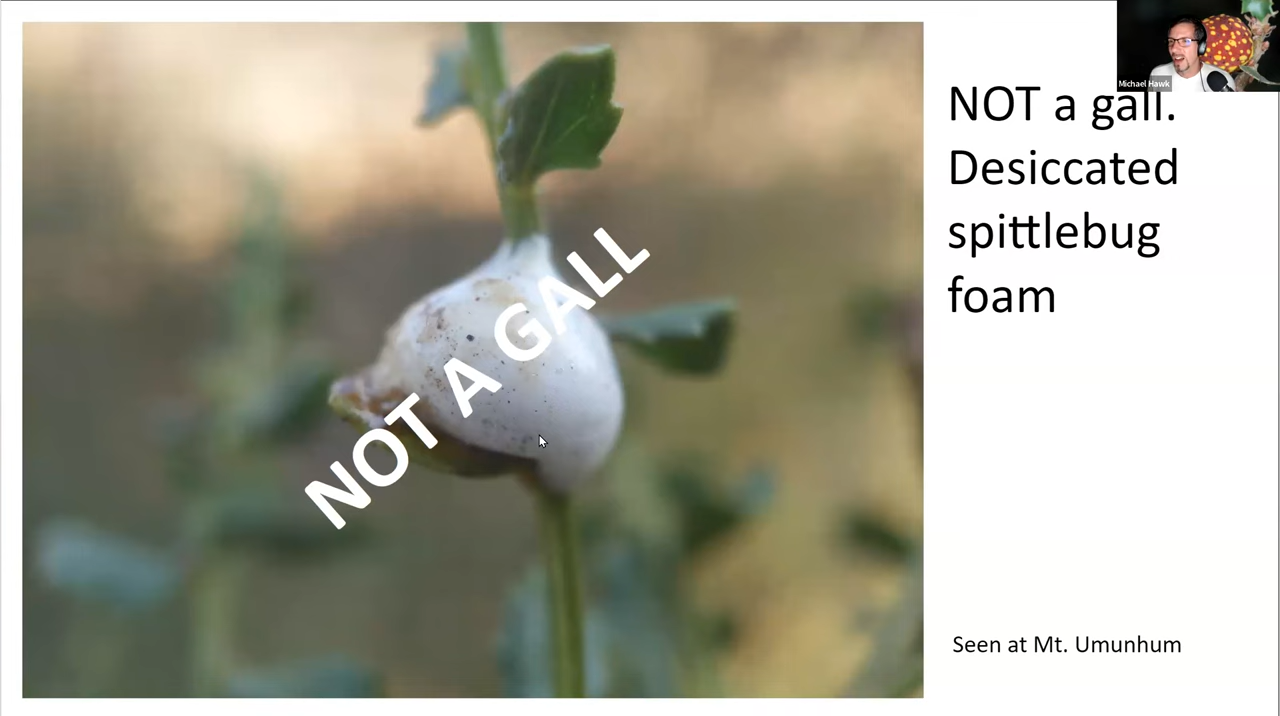 Michael Hawk
NOT a gall.
Desiccated
spittlebug
foam
NOT A GALL
Seen at Mt. Umunhum